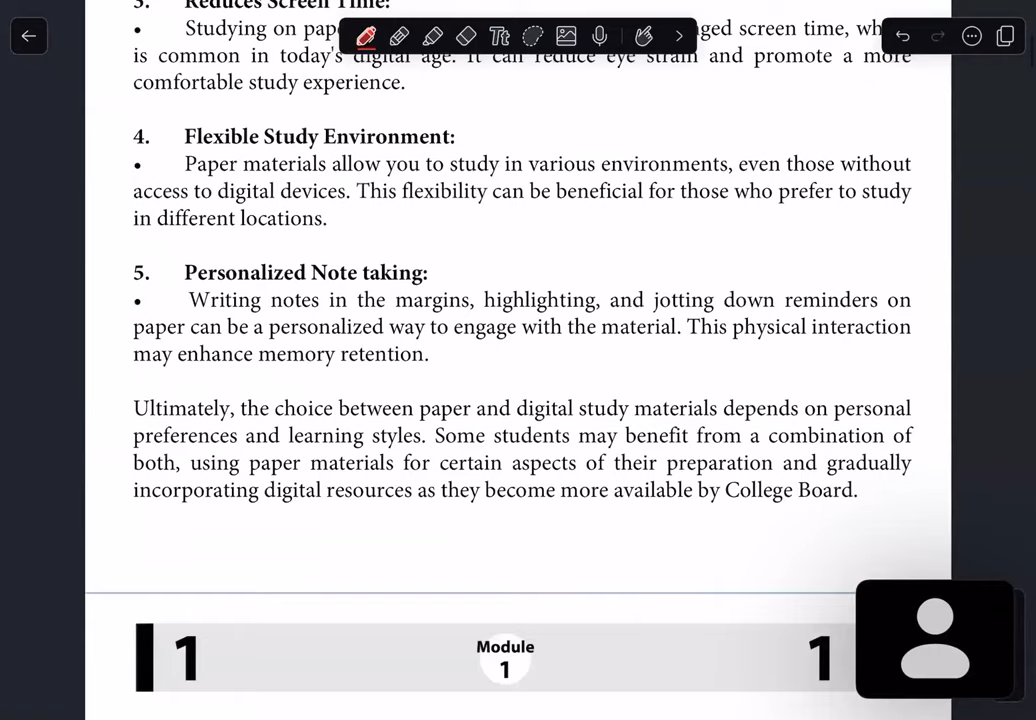 3. Reduces Screen Time:
• Studying on pap ged screen time, wh
is common in today's digital age. It can reduce eye strain and promote a more
comfortable study experience.
4. Flexible Study Environment:
• Paper materials allow you to study in various environments, even those without
access to digital devices. This flexibility can be beneficial for those who prefer to study
in different locations.
5. Personalized Note taking:
• Writing notes in the margins, highlighting, and jotting down reminders on
paper can be a personalized way to engage with the material. This physical interaction
may enhance memory retention.
Ultimately, the choice between paper and digital study materials depends on personal
preferences and learning styles. Some students may benefit from a combination of
both, using paper materials for certain aspects of their preparation and gradually
incorporating digital resources as they become more available by College Board.
1 Module 1
1